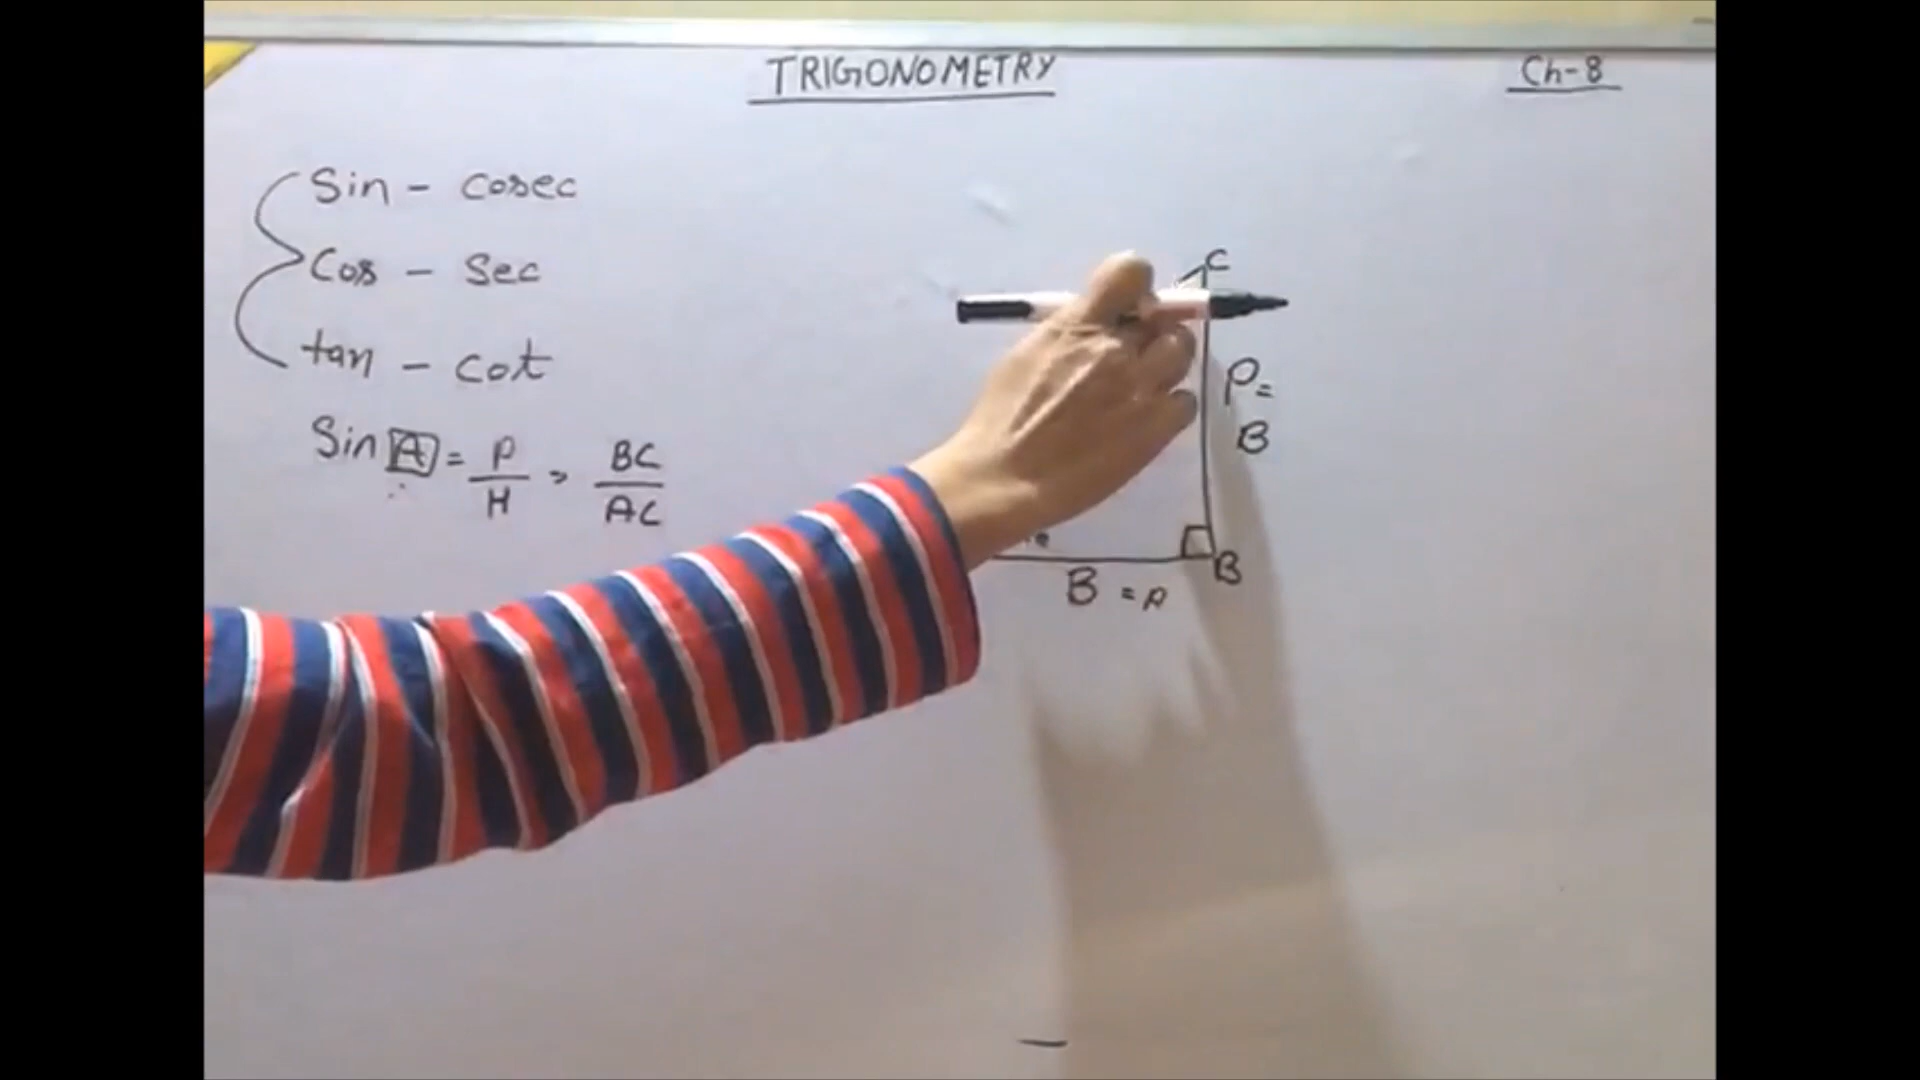 TRIGONOMETRY
Ch-8
Sin - Cosec
Cos - Sec
tan - cot
Sin A = P/H = BC/AC
C
P =
B
B
B = P